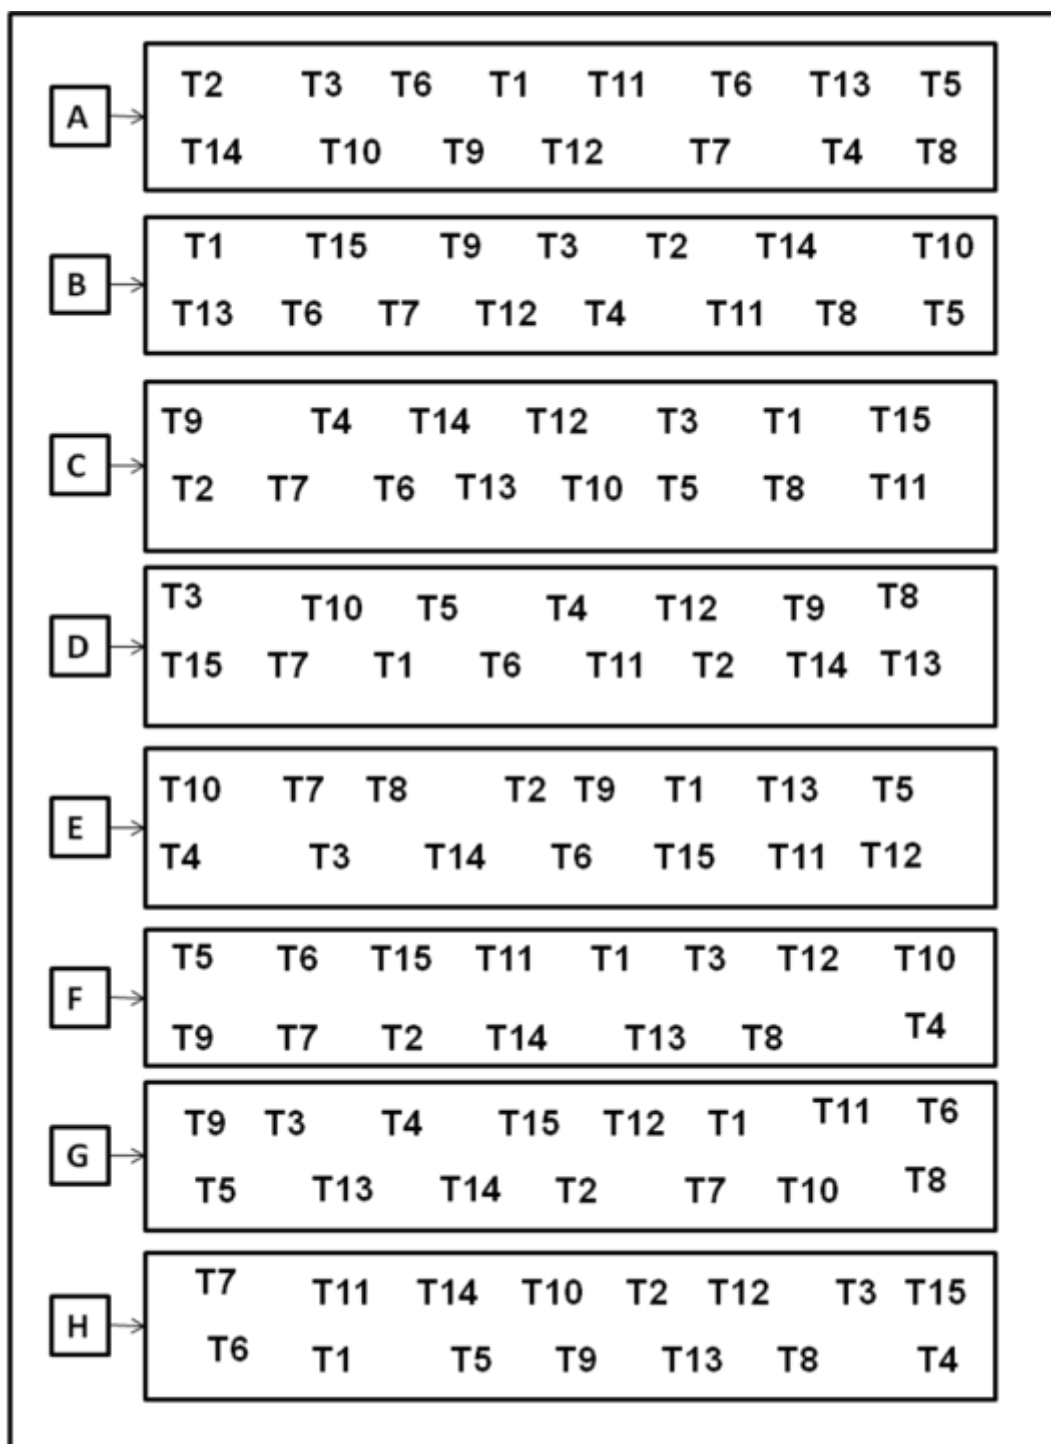 T2 T3 T6 T1 T11 T6 T13 T5
A
T14 T10 T9 T12 T7 T4 T8
T1 T15 T9 T3 T2 T14 T10
B
T13 T6 T7 T12 T4 T11 T8 T5
T9 T4 T14 T12 T3 T1 T15
C
T2 T7 T6 T13 T10 T5 T8 T11
T3 T10 T5 T4 T12 T9 T8
D
T15 T7 T1 T6 T11 T2 T14 T13
T10 T7 T8 T2 T9 T1 T13 T5
E
T4 T3 T14 T6 T15 T11 T12
T5 T6 T15 T11 T1 T3 T12 T10
F
T9 T7 T2 T14 T13 T8 T4
T9 T3 T4 T15 T12 T1 T11 T6
G
T5 T13 T14 T2 T7 T10 T8
T7 T11 T14 T10 T2 T12 T3 T15
H
T6 T1 T5 T9 T13 T8 T4